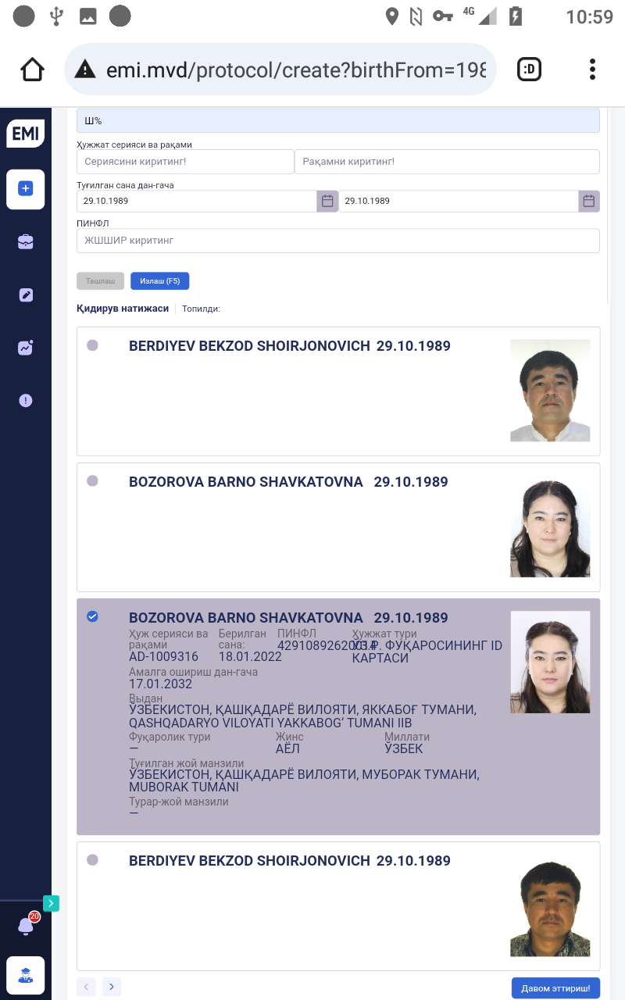 4G
10:59
emi.mvd/protocol/create?birthFrom=198
:D
EMI
Ш%
Ҳужжат серияси ва рақами
Сериясини киритинг!
Рақамни киритинг!
Туғилган сана дан-гача
29.10.1989
29.10.1989
ПИНФЛ
ЖШШИР киритинг
Ташлаш
Излаш (F5)
Қидирув натижаси
Топилди:
BERDIYEV BEKZOD SHOIRJONOVICH 29.10.1989
BOZOROVA BARNO SHAVKATOVNA 29.10.1989
BOZOROVA BARNO SHAVKATOVNA 29.10.1989
Ҳуж серияси ва рақами
Берилган сана:
ПИНФЛ
Ҳужжат тури
AD-1009316
18.01.2022
ФУҚАРОСИНИНГ ID
КАРТАСИ
Амалга ошириш дан-гача
17.01.2032
Выдан
ЎЗБЕКИСТОН, ҚАШҚАДАРЁ ВИЛОЯТИ, ЯККАБОҒ ТУМАНИ,
QASHQADARYO VILOYATI YAKKABOG‘ TUMANI IIB
Фуқаролик тури
Жинс
Миллати
—
АЁЛ
ЎЗБЕК
Туғилган жой манзили
ЎЗБЕКИСТОН, ҚАШҚАДАРЁ ВИЛОЯТИ, МУБОРАК ТУМАНИ,
MUBORAK TUMANI
Турар-жой манзили
—
BERDIYEV BEKZOD SHOIRJONOVICH 29.10.1989
20
Давом эттириш!